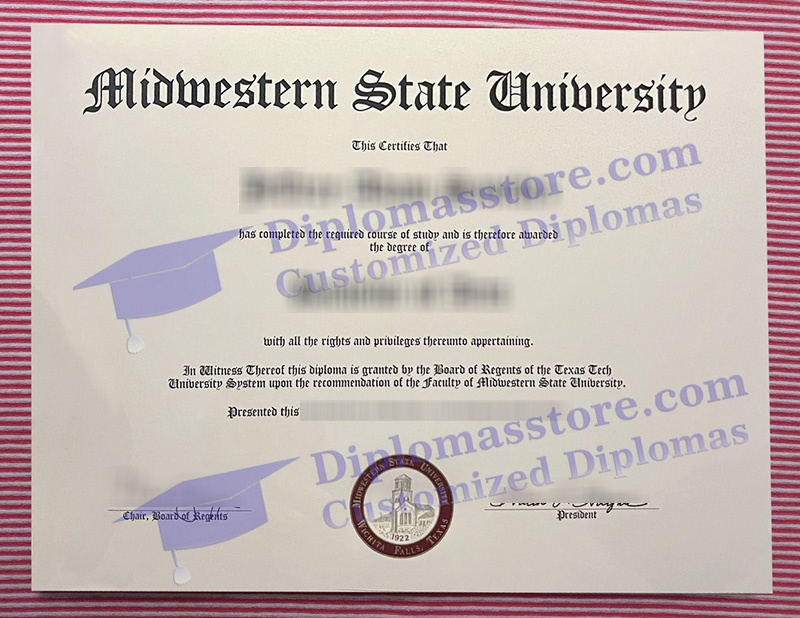 Midwestern State University
This Certifies That
Diplomasstore.com
Customized Diplomas
has completed the required course of study and is therefore awarded
the degree of
with all the rights and privileges thereunto appertaining.
In Witness Thereof this diploma is granted by the Board of Regents of the Texas Tech
University System upon the recommendation of the Faculty of Midwestern State University.
Presented this
Diplomasstore.com
Customized Diplomas
Midwestern State University
1922
Wichita Falls, Texas
Chair, Board of Regents
President